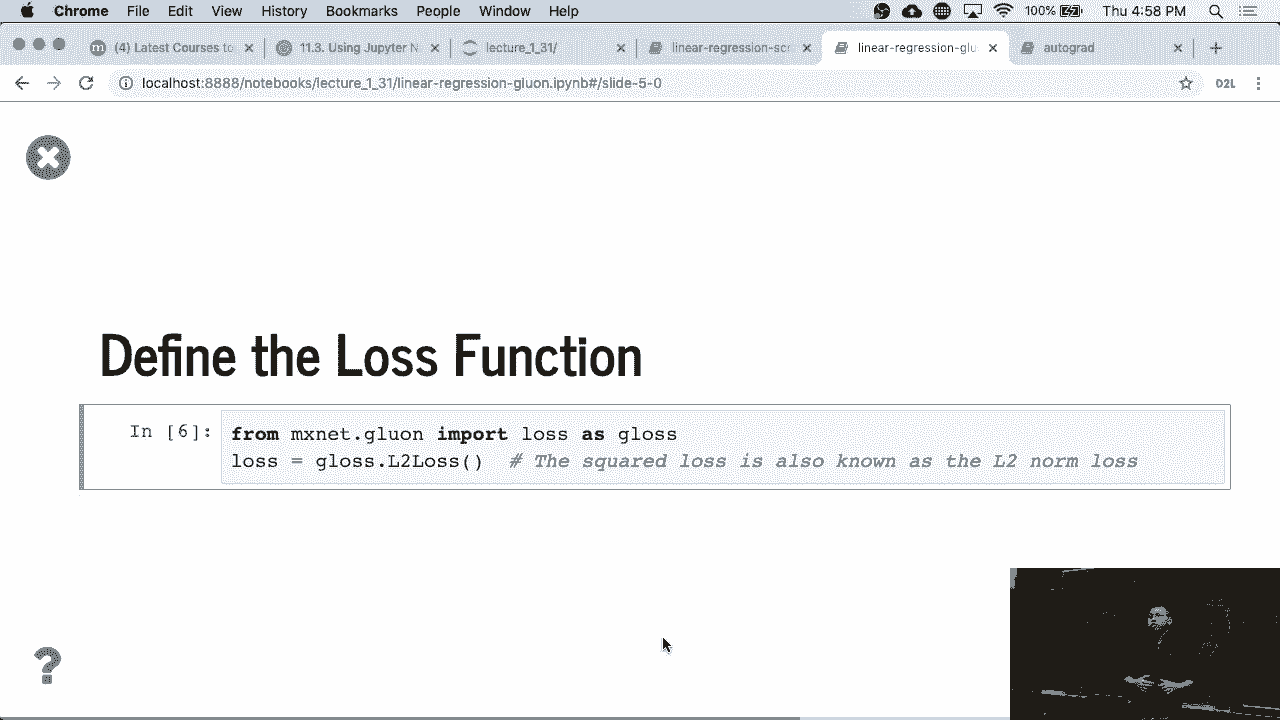 Chrome File Edit View History Bookmarks People Window Help 100% Thu 4:58 PM
(4) Latest Courses to 11.3. Using Jupyter N lecture_1_31/ linear-regression-scr linear-regression-glu autograd
localhost:8888/notebooks/lecture_1_31/linear-regression-gluon.ipynb#/slide-5-0 D2L
Define the Loss Function
In [6]: from mxnet.gluon import loss as gloss
loss = gloss.L2Loss() # The squared loss is also known as the L2 norm loss
?